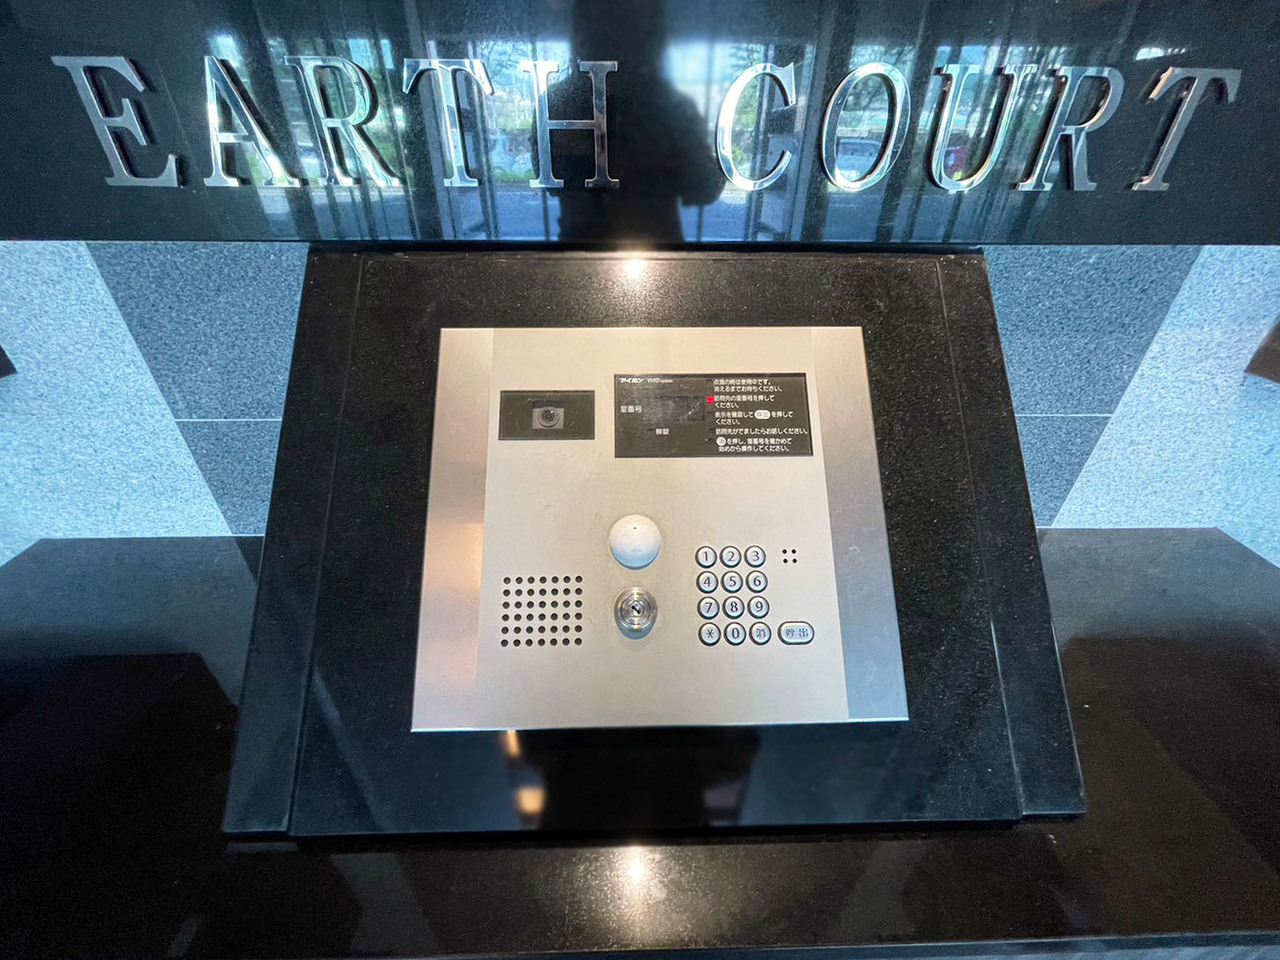 EARTH COURT
アイホン
点滅の時は使用中です。
消えるまでお待ちください。
訪問先の室番号を押して
ください。
室番号
表示を確認して 呼出 を押して
ください。
解錠
訪問先がでましたらお話しください。
消 を押し、室番号を確かめて
始めから操作してください。
1 2 3
4 5 6
7 8 9
* 0 消 呼出